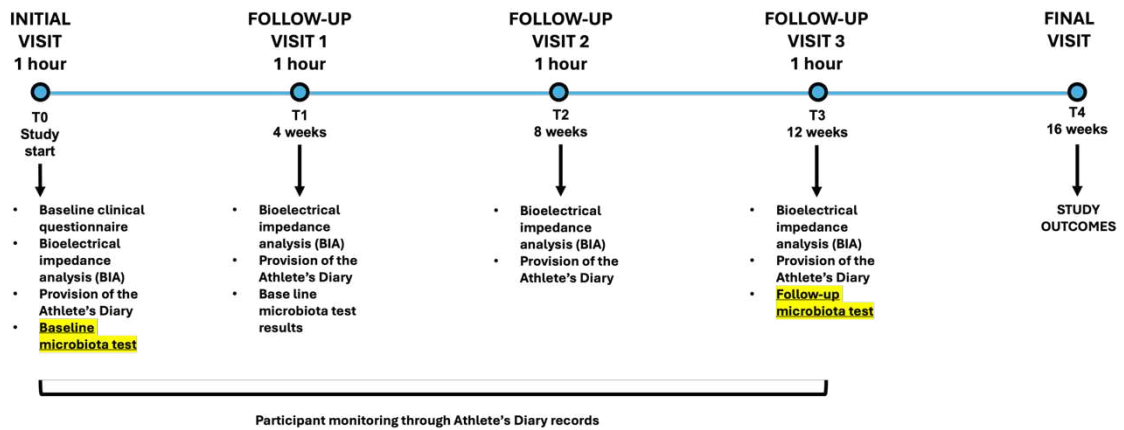 INITIAL
VISIT
1 hour
FOLLOW-UP
VISIT 1
1 hour
FOLLOW-UP
VISIT 2
1 hour
FOLLOW-UP
VISIT 3
1 hour
FINAL
VISIT
T0
Study
start
T1
4 weeks
T2
8 weeks
T3
12 weeks
T4
16 weeks
• Baseline clinical
questionnaire
• Bioelectrical
impedance
analysis (BIA)
• Provision of the
Athlete's Diary
• Baseline
microbiota test
• Bioelectrical
impedance
analysis (BIA)
• Provision of the
Athlete's Diary
• Base line
microbiota test
results
• Bioelectrical
impedance
analysis (BIA)
• Provision of the
Athlete's Diary
• Bioelectrical
impedance
analysis (BIA)
• Provision of the
Athlete's Diary
• Follow-up
microbiota test
STUDY
OUTCOMES
Participant monitoring through Athlete's Diary records